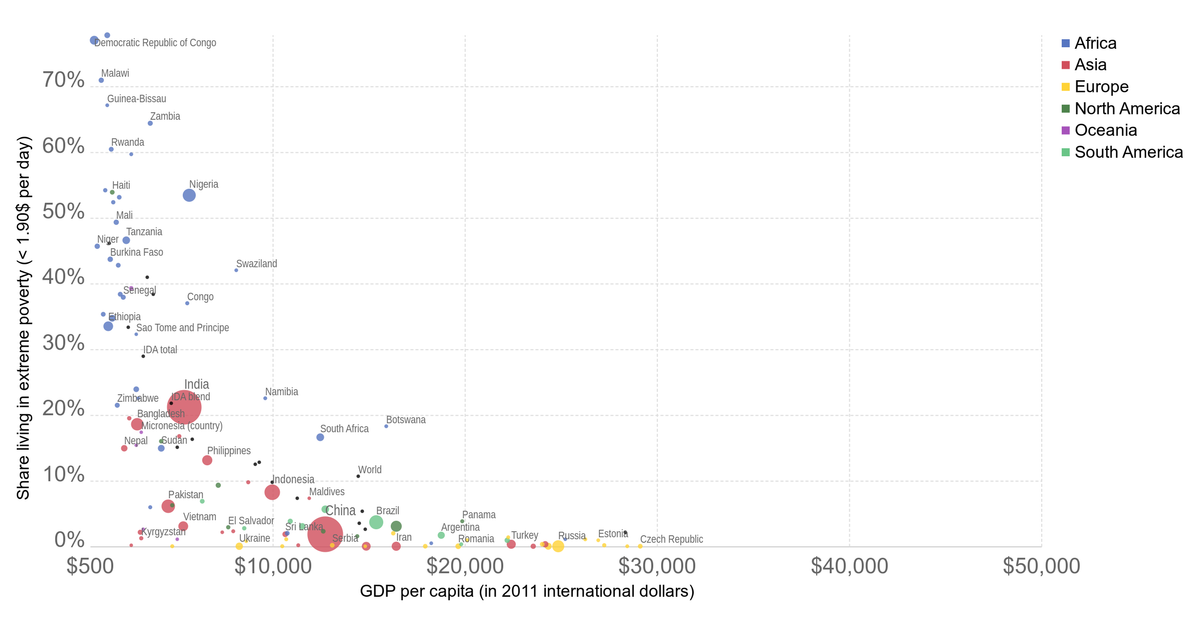 Democratic Republic of Congo
Africa
Asia
Malawi
70%
Europe
Guinea-Bissau
North America
Zambia
Oceania
Rwanda
60%
South America
Haiti
Nigeria
50%
Mali
Tanzania
Niger
Burkina Faso
Swaziland
40%
Senegal
Congo
Ethiopia
Sao Tome and Principe
30%
IDA total
India
Namibia
Zimbabwe
IDA blend
20%
Bangladesh
Botswana
Micronesia (country)
South Africa
Nepal
Sudan
Philippines
World
10%
Indonesia
Pakistan
Maldives
China
Brazil
Panama
Vietnam
El Salvador
Sri Lanka
Argentina
Kyrgyzstan
Ukraine
Serbia
Iran
Romania
Turkey
Russia
Estonia
Czech Republic
0%
$500
$10,000
$20,000
$30,000
$40,000
$50,000
GDP per capita (in 2011 international dollars)
Share living in extreme poverty (< 1.90$ per day)